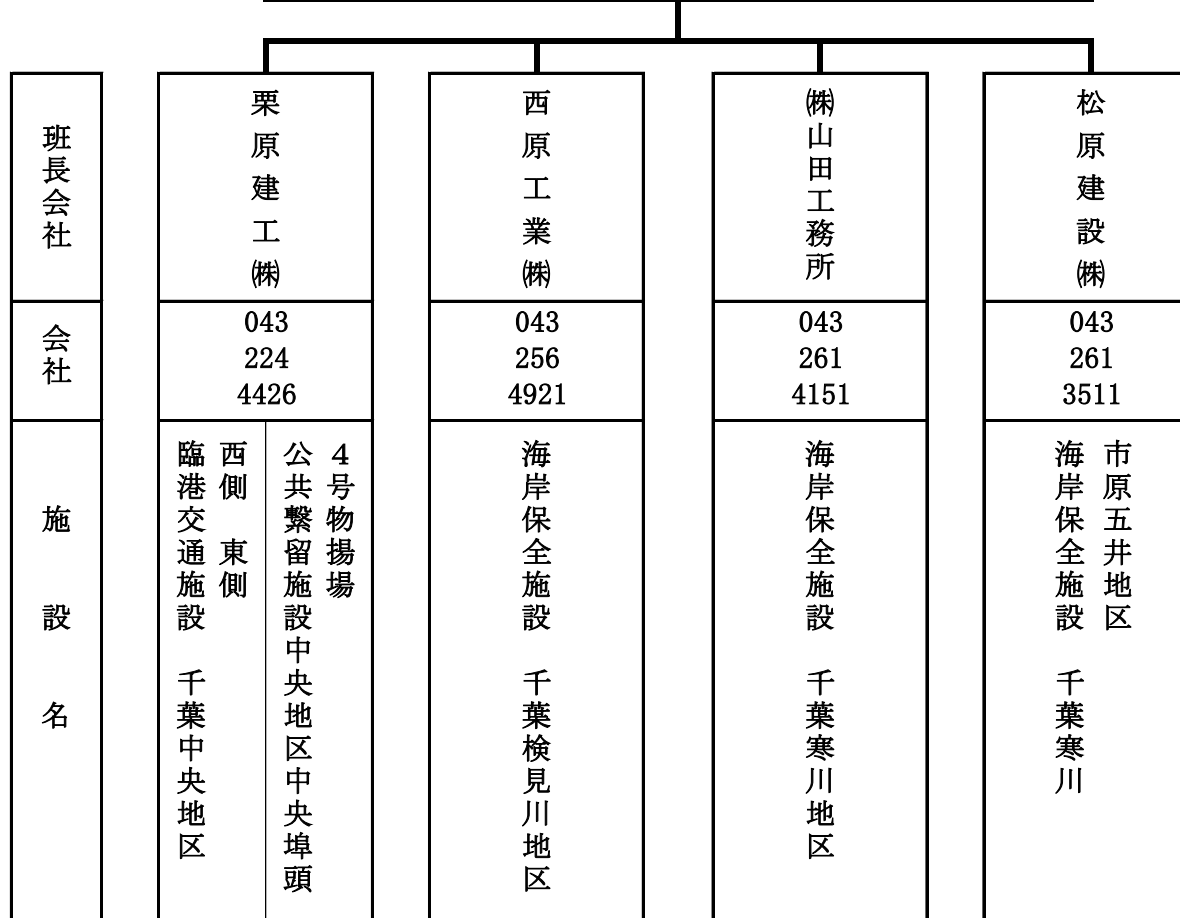 班長会社
栗原建工㈱
西原工業㈱
㈱山田工務所
松原建設㈱
会社
043
224
4426
043
256
4921
043
261
4151
043
261
3511
施設名
臨港交通施設　千葉中央地区
西側　東側
公共繋留施設中央地区中央埠頭
４号物揚場
海岸保全施設　千葉検見川地区
海岸保全施設　千葉寒川地区
海岸保全施設　千葉寒川
市原五井地区